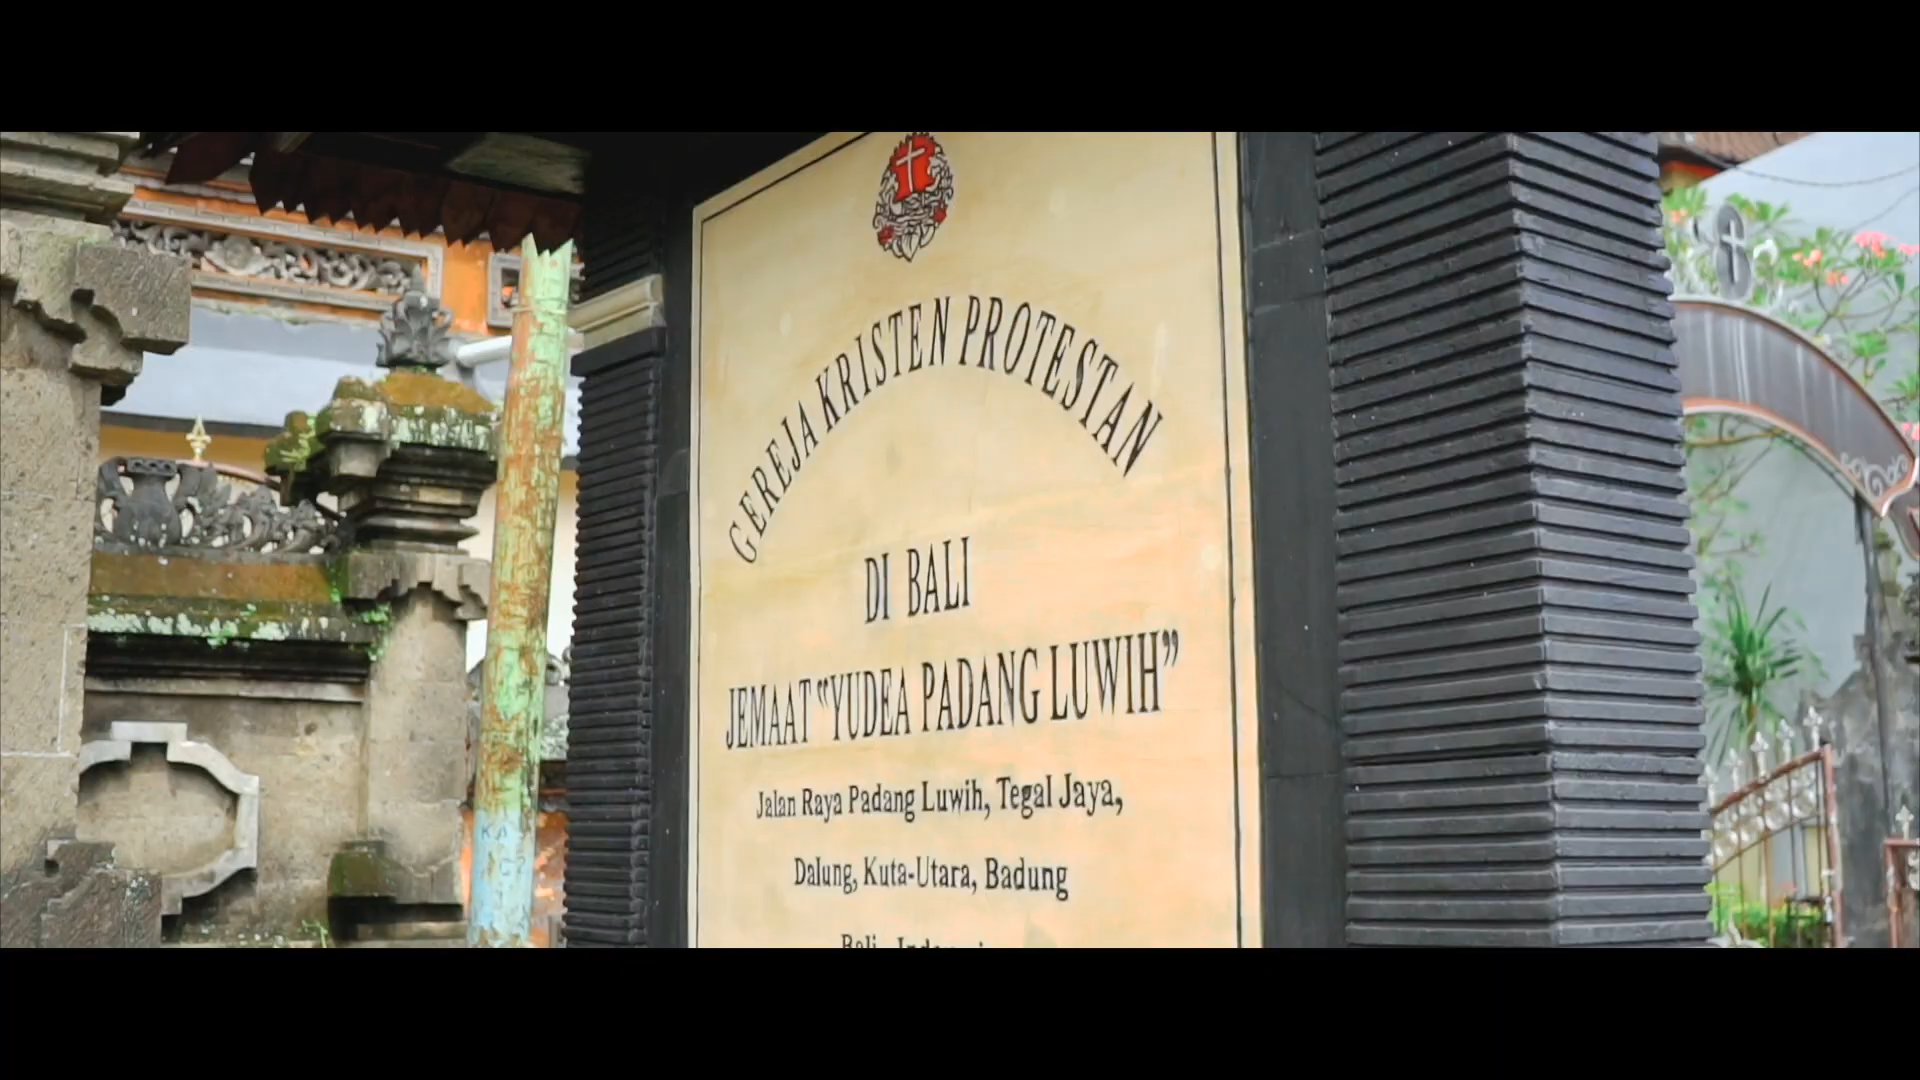 GEREJA KRISTEN PROTESTAN
DI BALI
JEMAAT “YUDEA PADANG LUWIH”
Jalan Raya Padang Luwih, Tegal Jaya,
Dalung, Kuta-Utara, Badung